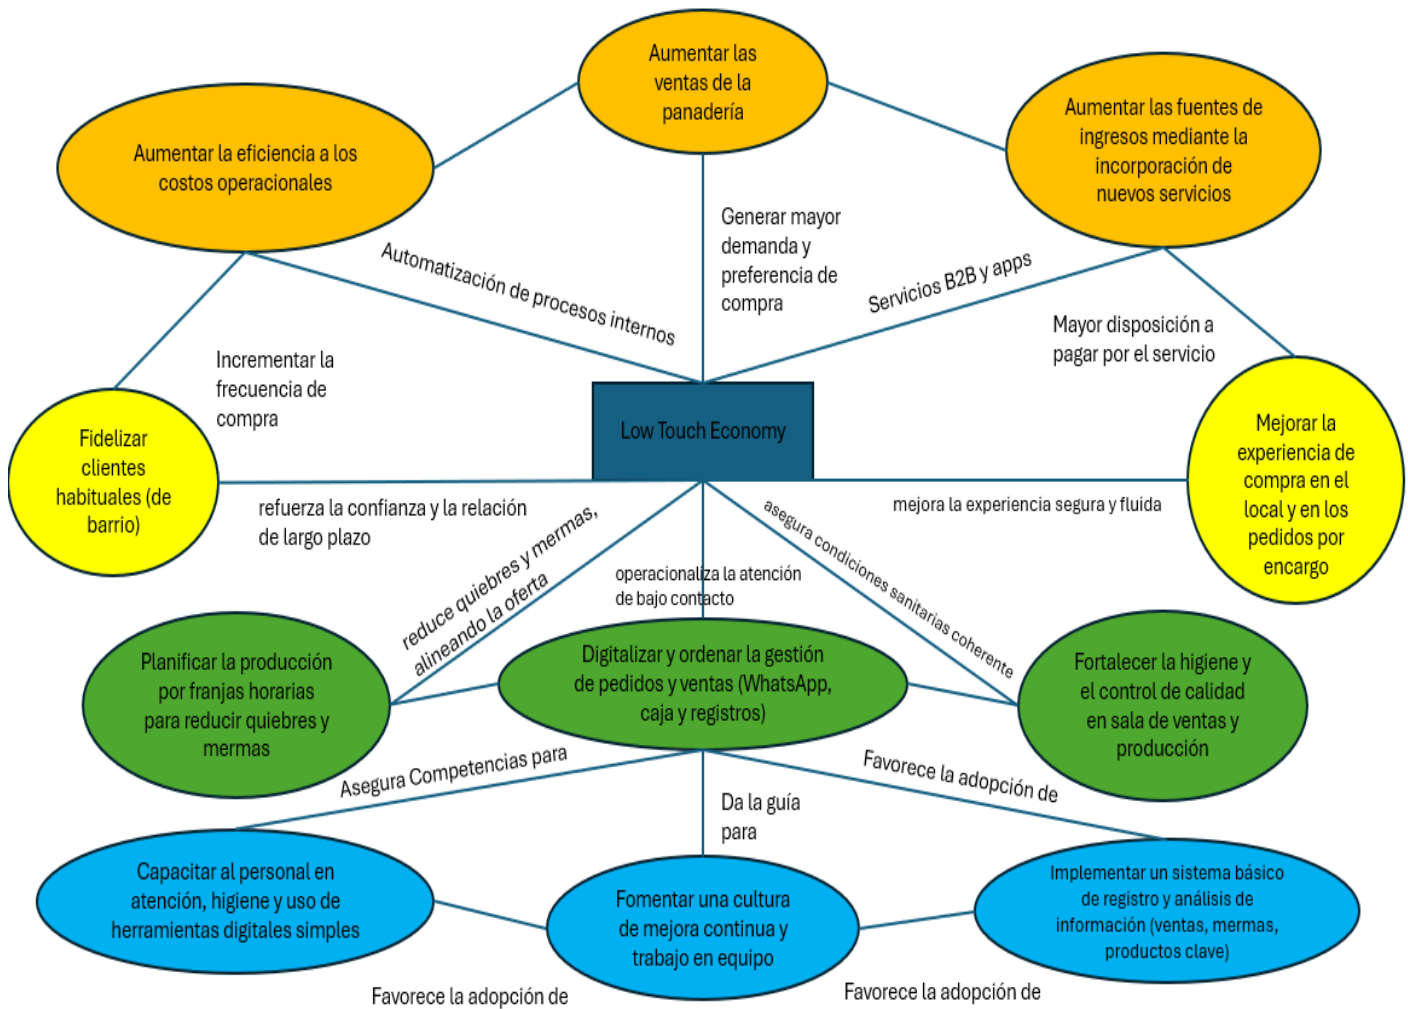 Aumentar las
ventas de la
panadería
Aumentar la eficiencia a los
costos operacionales
Aumentar las fuentes de
ingresos mediante la
incorporación de
nuevos servicios
Automatización de procesos internos
Generar mayor
demanda y
preferencia de
compra
Servicios B2B y apps
Mayor disposición a
pagar por el servicio
Incrementar la
frecuencia de
compra
Low Touch Economy
Fidelizar
clientes
habituales (de
barrio)
Mejorar la
experiencia de
compra en el
local y en los
pedidos por
encargo
refuerza la confianza y la relación
de largo plazo
mejora la experiencia segura y fluida
reduce quiebres y mermas,
alineando la oferta
operacionaliza la atención
de bajo contacto
asegura condiciones sanitarias coherente
Planificar la producción
por franjas horarias
para reducir quiebres y
mermas
Digitalizar y ordenar la gestión
de pedidos y ventas (WhatsApp,
caja y registros)
Fortalecer la higiene y
el control de calidad
en sala de ventas y
producción
Asegura Competencias para
Da la guía
para
Favorece la adopción de
Capacitar al personal en
atención, higiene y uso de
herramientas digitales simples
Fomentar una cultura
de mejora continua y
trabajo en equipo
Implementar un sistema básico
de registro y análisis de
información (ventas, mermas,
productos clave)
Favorece la adopción de
Favorece la adopción de